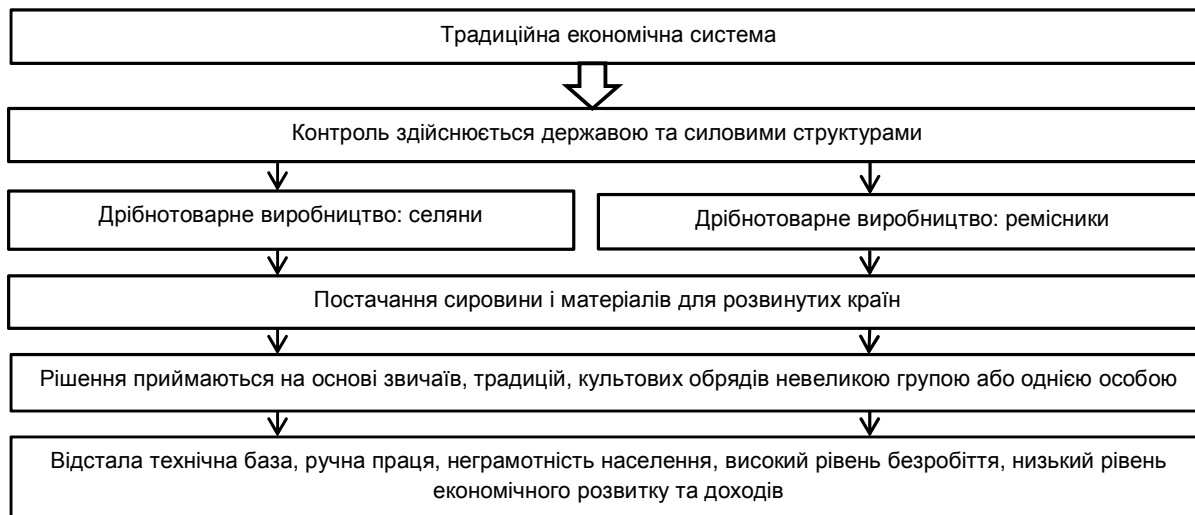 Традиційна економічна система
Контроль здійснюється державою та силовими структурами
Дрібнотоварне виробництво: селяни
Дрібнотоварне виробництво: ремісники
Постачання сировини і матеріалів для розвинутих країн
Рішення приймаються на основі звичаїв, традицій, культових обрядів невеликою групою або однією особою
Відстала технічна база, ручна праця, неграмотність населення, високий рівень безробіття, низький рівень
економічного розвитку та доходів